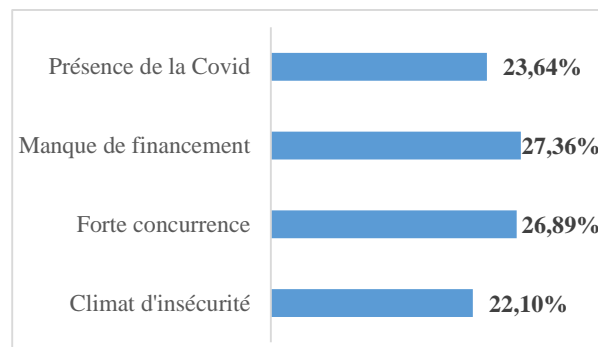 Présence de la Covid 23,64%
Manque de financement 27,36%
Forte concurrence 26,89%
Climat d'insécurité 22,10%